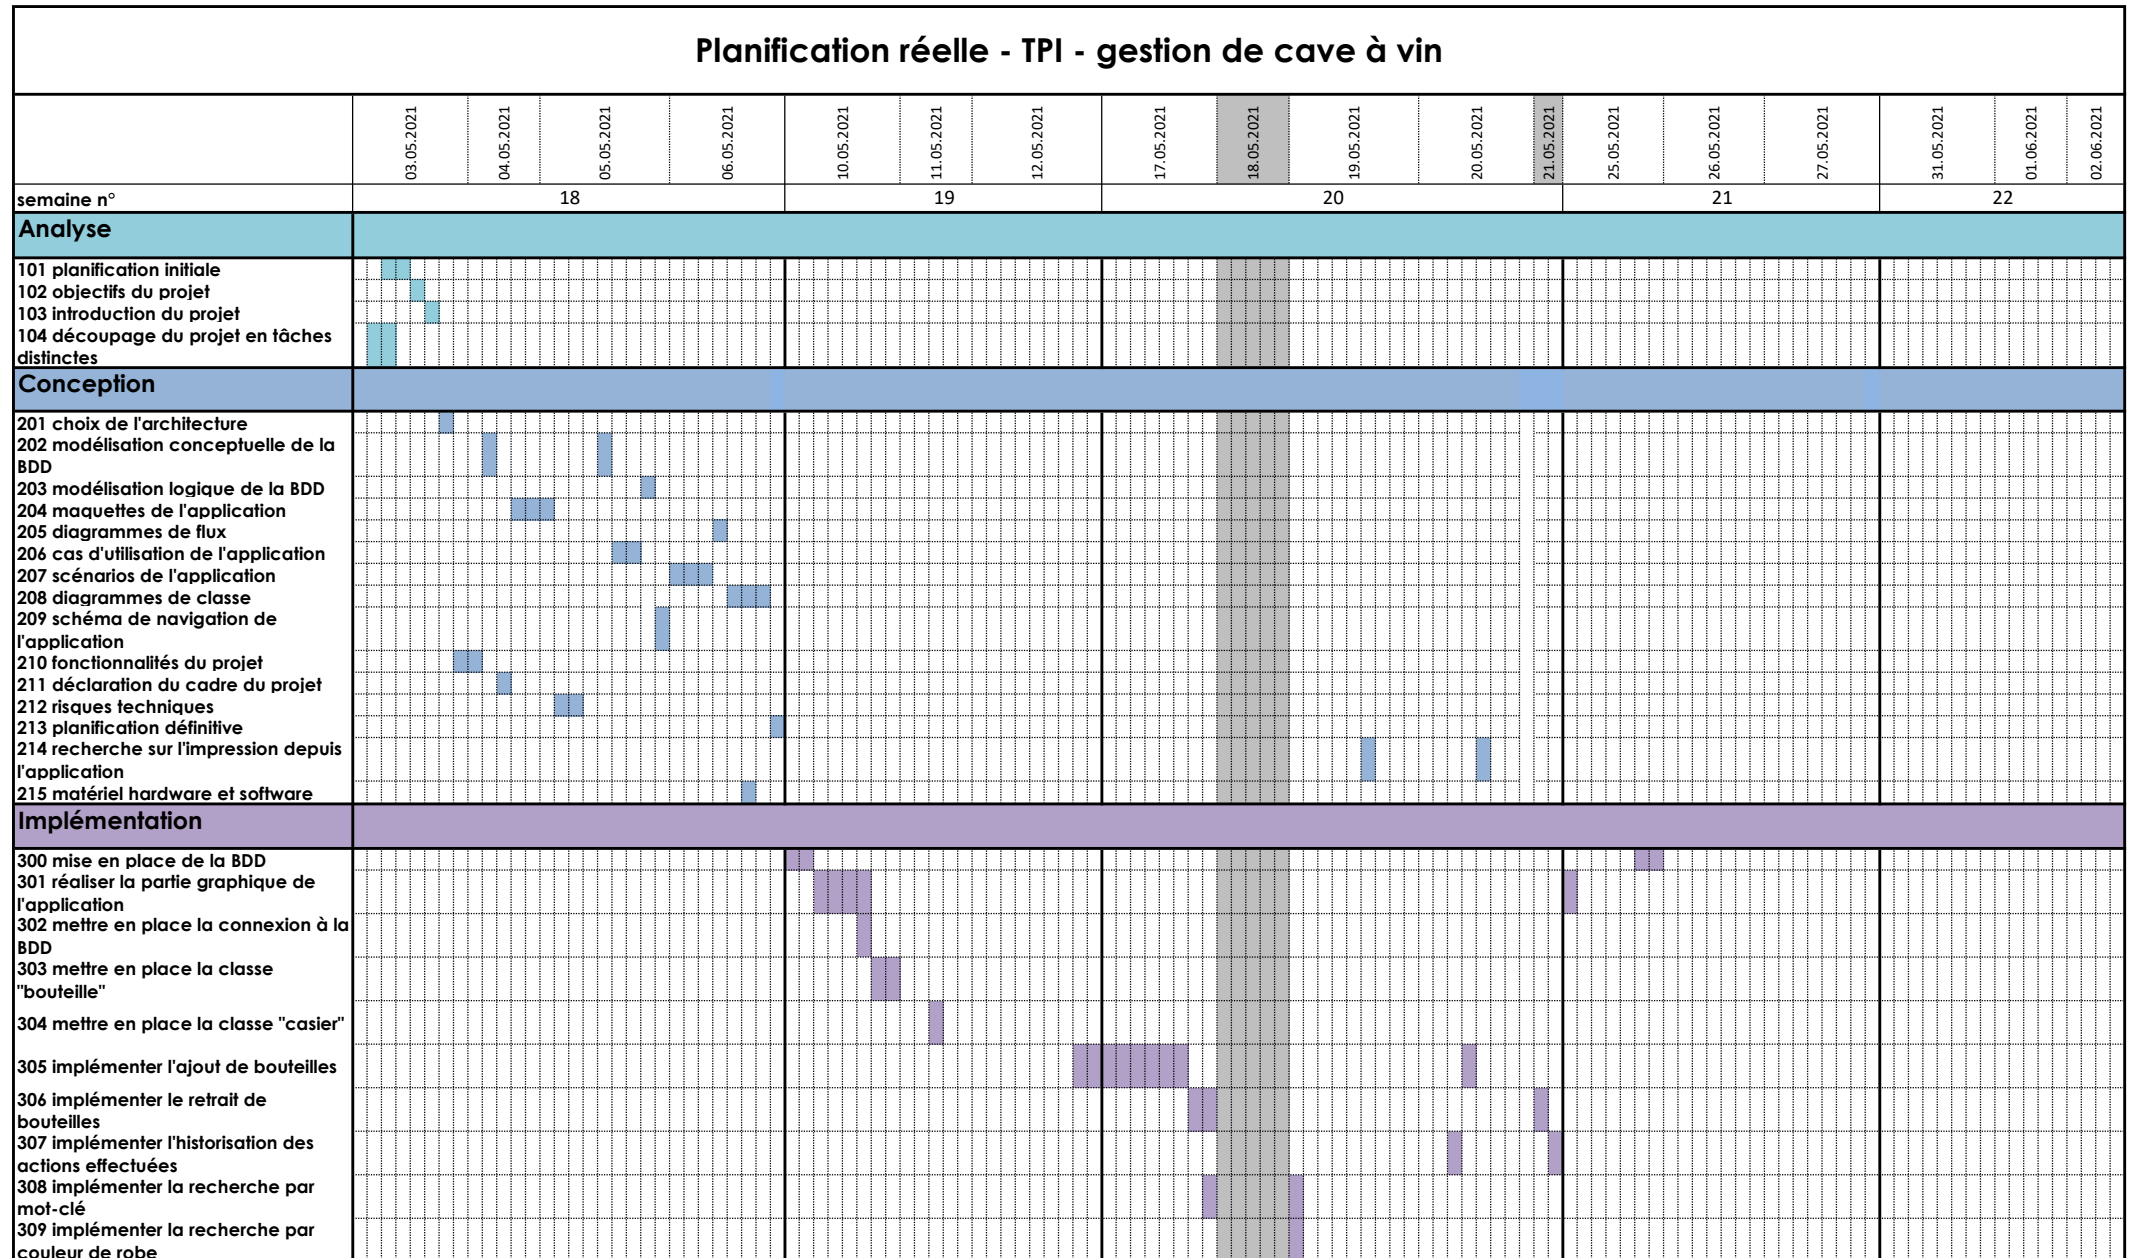 Planification réelle - TPI - gestion de cave à vin
03.05.2021
04.05.2021
05.05.2021
06.05.2021
10.05.2021
11.05.2021
12.05.2021
17.05.2021
18.05.2021
19.05.2021
20.05.2021
21.05.2021
25.05.2021
26.05.2021
27.05.2021
31.05.2021
01.06.2021
02.06.2021
semaine n° 18 19 20 21 22
Analyse
101 planification initiale
102 objectifs du projet
103 introduction du projet
104 découpage du projet en tâches
distinctes
Conception
201 choix de l'architecture
202 modélisation conceptuelle de la
BDD
203 modélisation logique de la BDD
204 maquettes de l'application
205 diagrammes de flux
206 cas d'utilisation de l'application
207 scénarios de l'application
208 diagrammes de classe
209 schéma de navigation de
l'application
210 fonctionnalités du projet
211 déclaration du cadre du projet
212 risques techniques
213 planification définitive
214 recherche sur l'impression depuis
l'application
215 matériel hardware et software
Implémentation
300 mise en place de la BDD
301 réaliser la partie graphique de
l'application
302 mettre en place la connexion à la
BDD
303 mettre en place la classe
"bouteille"
304 mettre en place la classe "casier"
305 implémenter l'ajout de bouteilles
306 implémenter le retrait de
bouteilles
307 implémenter l'historisation des
actions effectuées
308 implémenter la recherche par
mot-clé
309 implémenter la recherche par
couleur de robe